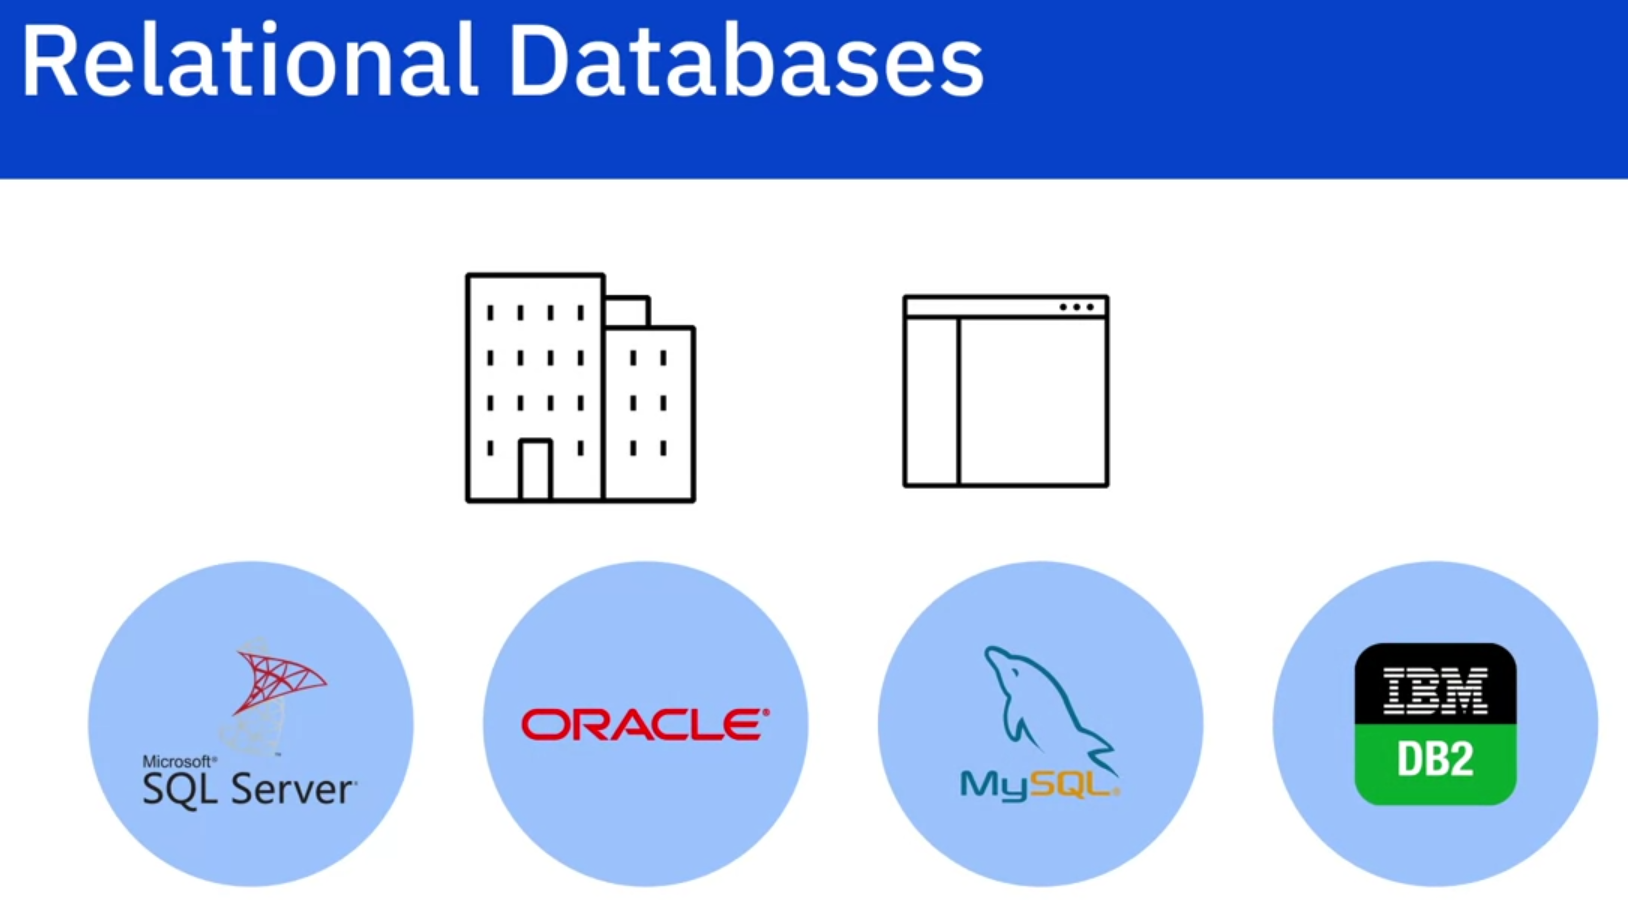 Relational Databases
Microsoft®
SQL Server
ORACLE®
MySQL®
IBM
DB2